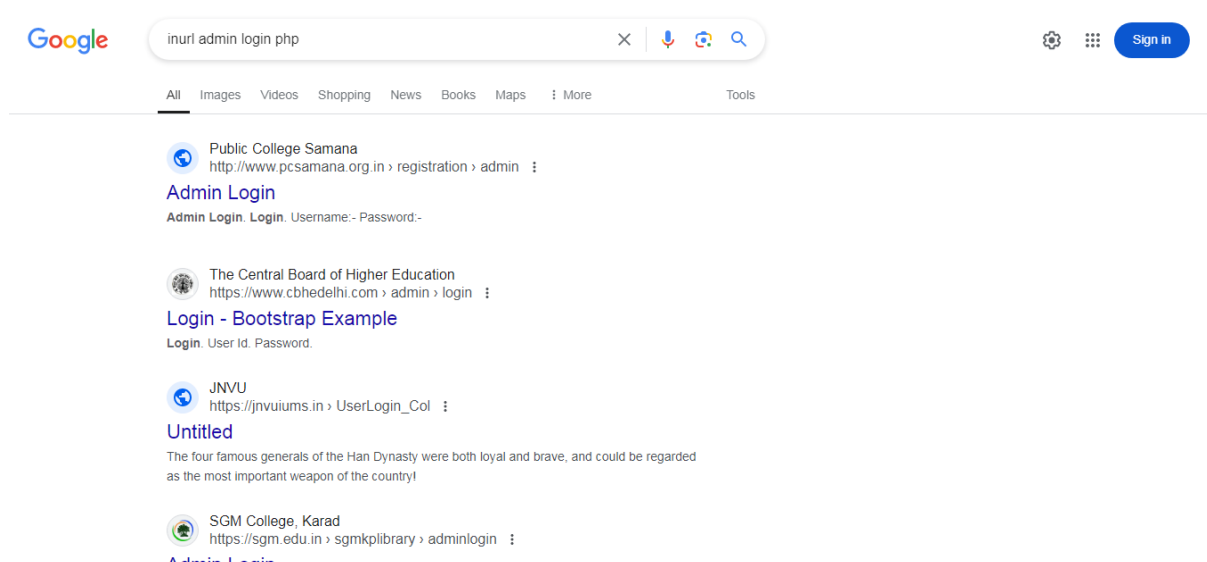 Google
inurl admin login php
Sign in
All Images Videos Shopping News Books Maps More Tools
Public College Samana
http://www.pcsamana.org.in › registration › admin
Admin Login
Admin Login. Login. Username:- Password:-
The Central Board of Higher Education
https://www.cbhedelhi.com › admin › login
Login - Bootstrap Example
Login. User Id. Password.
JNVU
https://jnvuiums.in › UserLogin_Col
Untitled
The four famous generals of the Han Dynasty were both loyal and brave, and could be regarded
as the most important weapon of the country!
SGM College, Karad
https://sgm.edu.in › sgmkplibrary › adminlogin
Admin Login